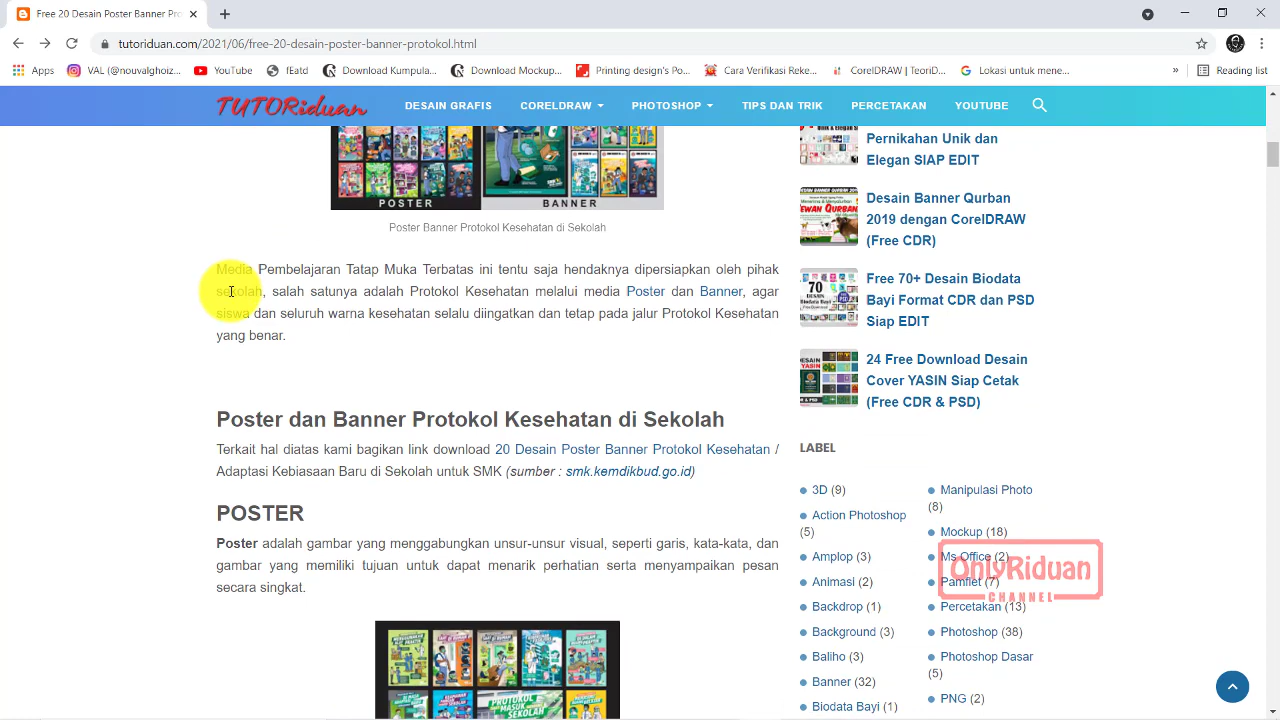 Free 20 Desain Poster Banner Prot
tutoriduan.com/2021/06/free-20-desain-poster-banner-protokol.html
Apps
VAL (@nouvalghoiz...
YouTube
fEatd
Download Kumpula...
Download Mockup...
Printing design's Po...
Cara Verifikasi Reke...
CorelDRAW | TeoriD...
Lokasi untuk mene...
»
Reading list
TUTORiduan
DESAIN GRAFIS
CORELDRAW
PHOTOSHOP
TIPS DAN TRIK
PERCETAKAN
YOUTUBE
POSTER
BANNER
Poster Banner Protokol Kesehatan di Sekolah
Media Pembelajaran Tatap Muka Terbatas ini tentu saja hendaknya dipersiapkan oleh pihak
sekolah, salah satunya adalah Protokol Kesehatan melalui media Poster dan Banner, agar
siswa dan seluruh warna kesehatan selalu diingatkan dan tetap pada jalur Protokol Kesehatan
yang benar.
Poster dan Banner Protokol Kesehatan di Sekolah
Terkait hal diatas kami bagikan link download 20 Desain Poster Banner Protokol Kesehatan /
Adaptasi Kebiasaan Baru di Sekolah untuk SMK (sumber : smk.kemdikbud.go.id)
POSTER
Poster adalah gambar yang menggabungkan unsur-unsur visual, seperti garis, kata-kata, dan
gambar yang memiliki tujuan untuk dapat menarik perhatian serta menyampaikan pesan
secara singkat.
PROTOKOL
MASUK
SEKOLAH
Pernikahan Unik dan
Elegan SIAP EDIT
Desain Banner Qurban
2019 dengan CorelDRAW
(Free CDR)
Free 70+ Desain Biodata
Bayi Format CDR dan PSD
Siap EDIT
24 Free Download Desain
Cover YASIN Siap Cetak
(Free CDR & PSD)
LABEL
3D (9)
Action Photoshop
(5)
Amplop (3)
Animasi (2)
Backdrop (1)
Background (3)
Baliho (3)
Banner (32)
Biodata Bayi (1)
Manipulasi Photo
(8)
Mockup (18)
Ms Office (2)
Pamflet (7)
Percetakan (13)
Photoshop (38)
Photoshop Dasar
(5)
PNG (2)
OnlyRiduan
CHANNEL